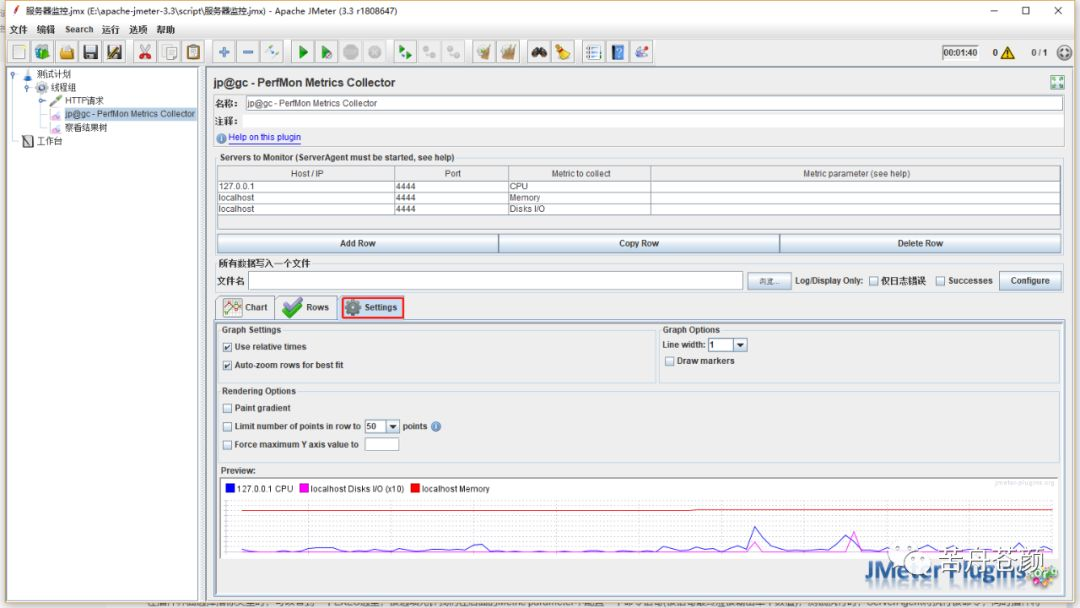 服务器监控.jmx (E:\apache-jmeter-3.3\script\服务器监控.jmx) - Apache JMeter (3.3 r1808647)
文件 编辑 Search 运行 选项 帮助
00:01:40 0 0 / 1
测试计划
线程组
HTTP请求
jp@gc - PerfMon Metrics Collector
察看结果树
工作台
jp@gc - PerfMon Metrics Collector
名称: jp@gc - PerfMon Metrics Collector
注释:
Help on this plugin
Servers to Monitor (ServerAgent must be started, see help)
Host / IP Port Metric to collect Metric parameter (see help)
127.0.0.1 4444 CPU
localhost 4444 Memory
localhost 4444 Disks I/O
Add Row Copy Row Delete Row
所有数据写入一个文件
文件名 浏览... Log/Display Only: 仅日志错误 Successes Configure
Chart Rows Settings
Graph Settings
Use relative times
Auto-zoom rows for best fit
Graph Options
Line width: 1
Draw markers
Rendering Options
Paint gradient
Limit number of points in row to 50 points
Force maximum Y axis value to
Preview:
127.0.0.1 CPU localhost Disks I/O (x10) localhost Memory
jmeter-plugins.org
JMeter Plugins
苦舟苍颜